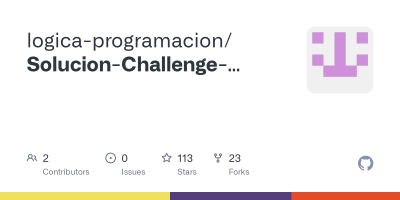 logica-programacion/
Solucion-Challenge-...
2 0 113 23
Contributors Issues Stars Forks